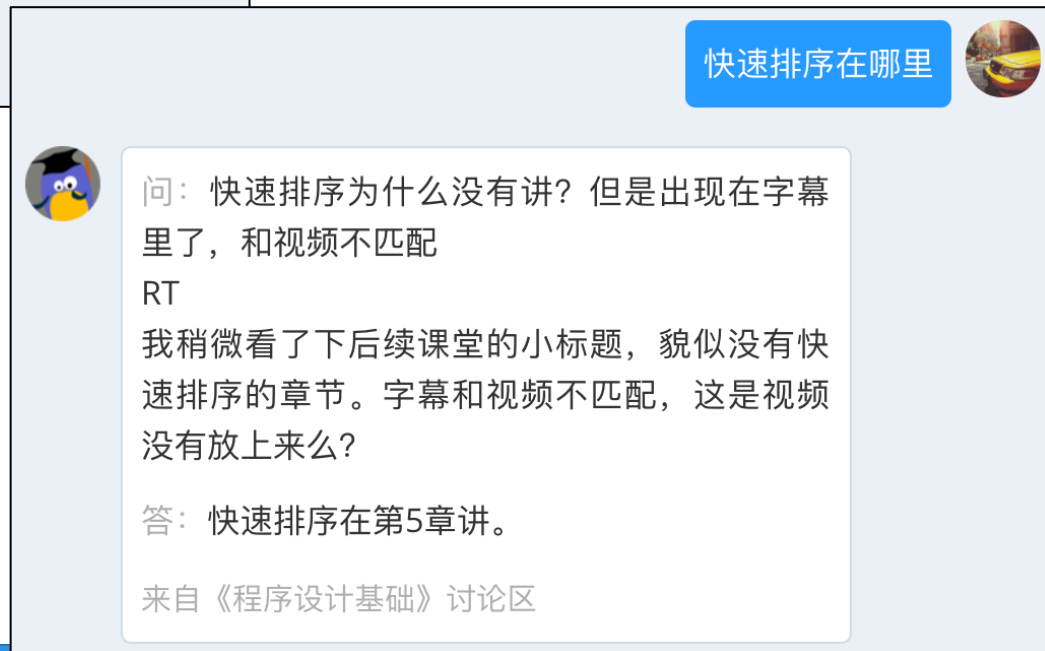 快速排序在哪里
问：快速排序为什么没有讲？但是出现在字幕
里了，和视频不匹配
RT
我稍微看了下后续课堂的小标题，貌似没有快
速排序的章节。字幕和视频不匹配，这是视频
没有放上来么？
答：快速排序在第5章讲。
来自《程序设计基础》讨论区